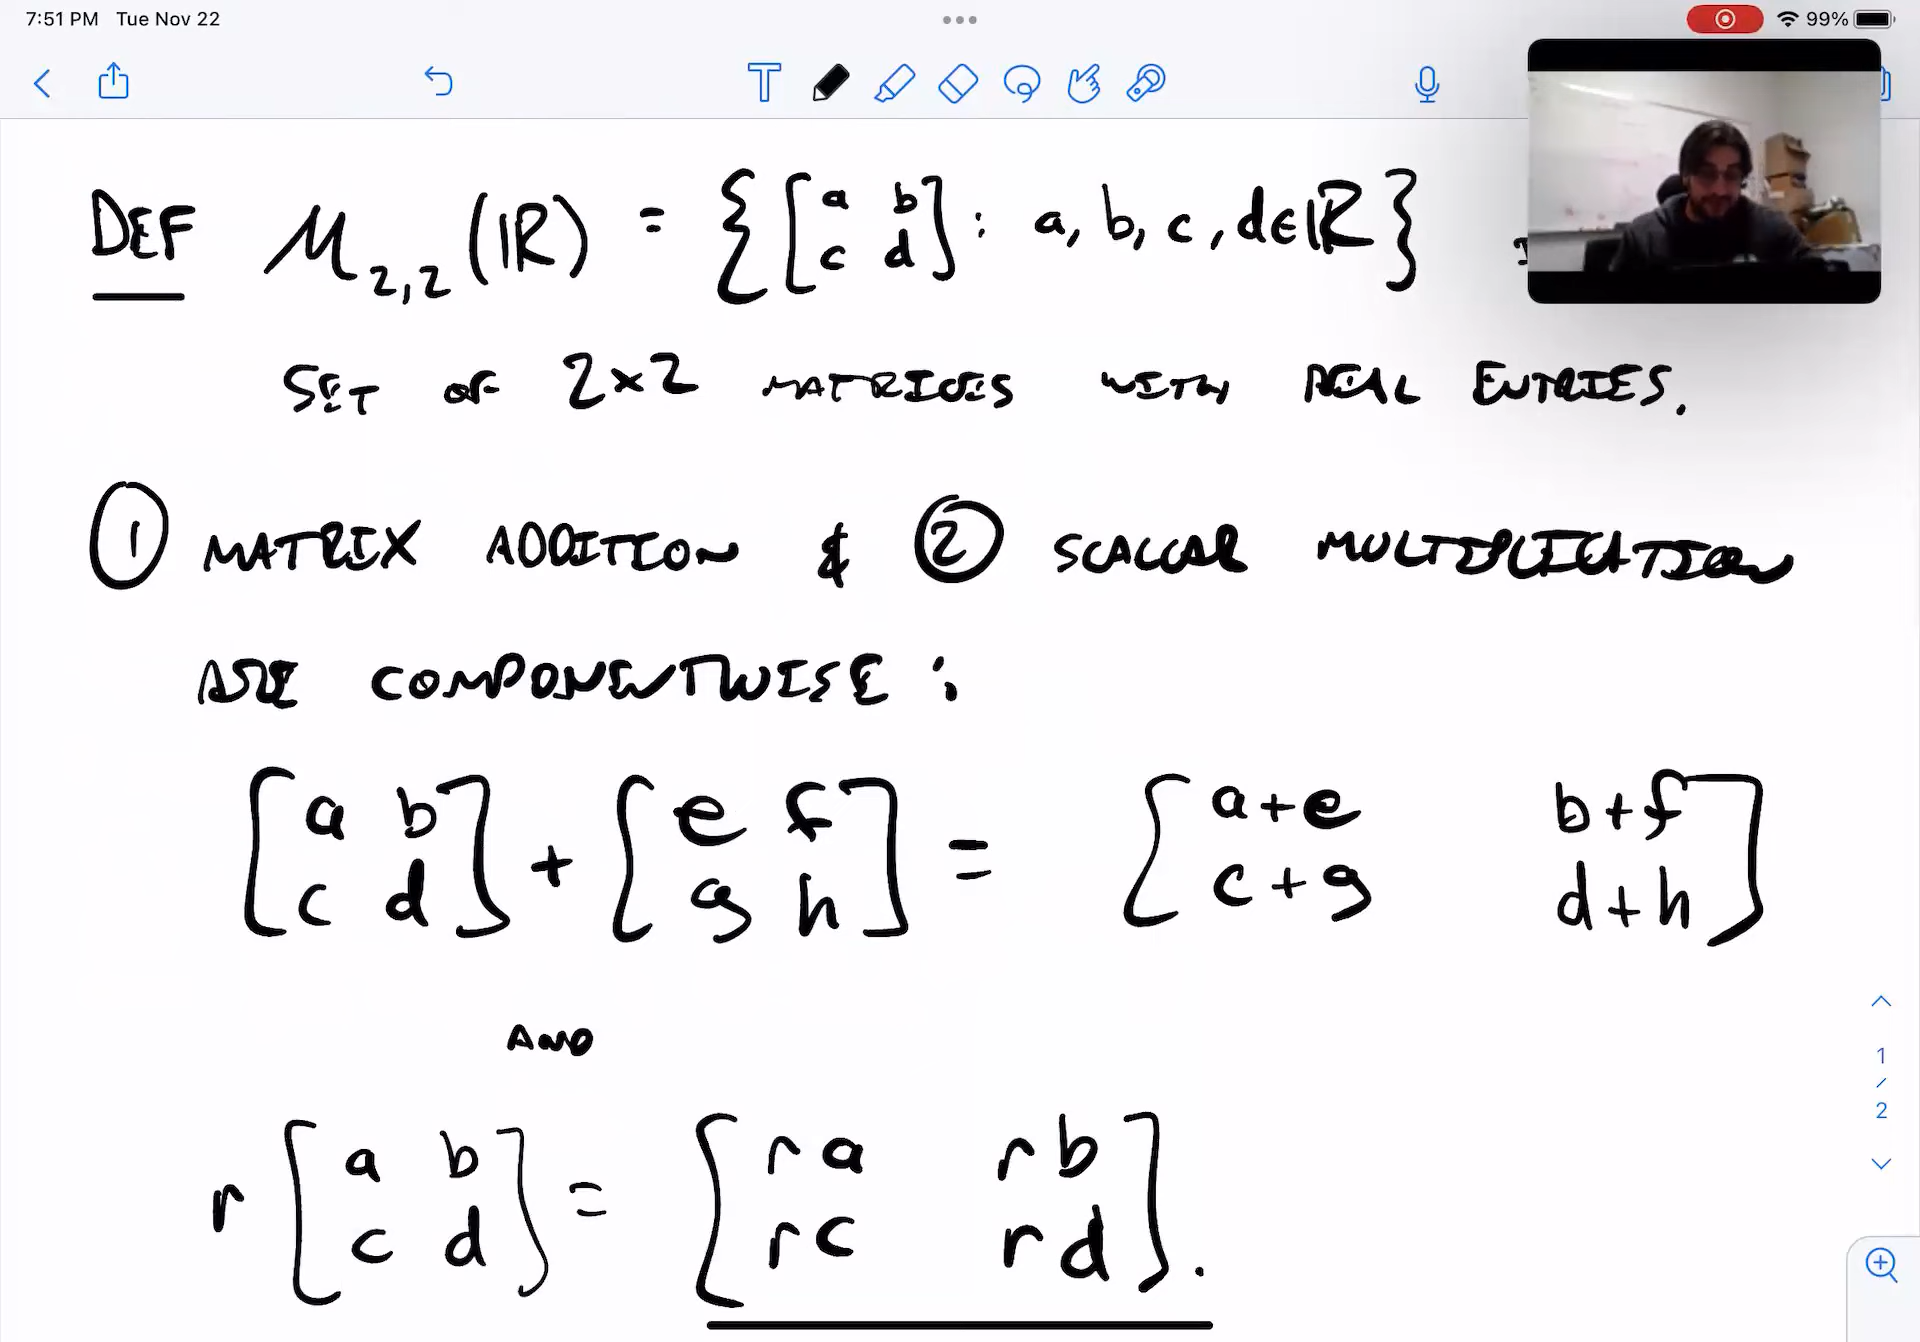 7:51 PM Tue Nov 22
99%
DEF M2,2 (ℝ) = { [ a b ] : a, b, c, d ∈ ℝ }
[ c d ]
SET OF 2×2 MATRICES WITH REAL ENTRIES.
① MATRIX ADDITION & ② SCALLAR MULTIPLICATION
ARE COMPONENTWISE :
[ a b ] + [ e f ] = [ a+e b+f ]
[ c d ] [ g h ] [ c+g d+h ]
AND
r [ a b ] = [ ra rb ]
[ c d ] [ rc rd ].
1
/
2